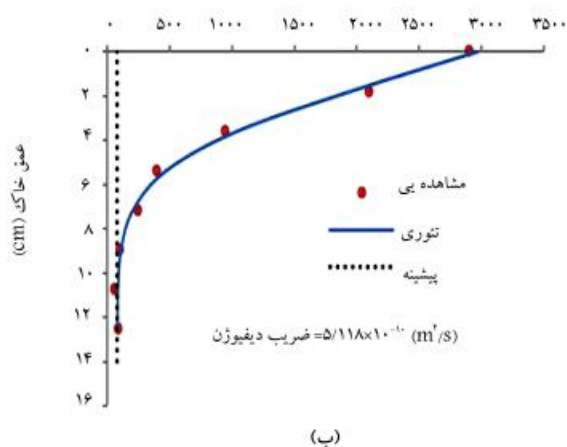 ۰ ۵۰۰ ۱۰۰۰ ۱۵۰۰ ۲۰۰۰ ۲۵۰۰ ۳۰۰۰ ۳۵۰۰
۰
۲
۴
۶
۸
۱۰
۱۲
۱۴
۱۶
عمق خاک (cm)
مشاهده یی
تئوری
پیشینه
ضریب دیفیوژن =۵/۱۱۸×۱۰⁻¹⁰ (m²/s)
(ب)